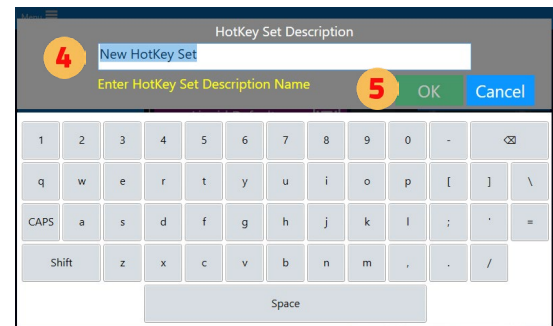 Menu
HotKey Set Description
4
New HotKey Set
Enter HotKey Set Description Name
5 OK Cancel
1 2 3 4 5 6 7 8 9 0 - ⌫
q w e r t y u i o p [ ] \
CAPS a s d f g h j k l ; ' =
Shift z x c v b n m , . /
Space